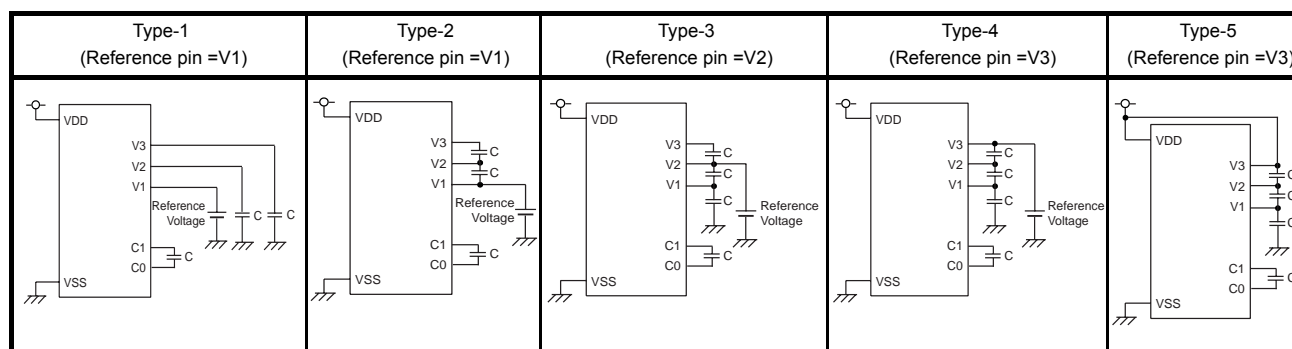 Type-1
(Reference pin =V1)
Type-2
(Reference pin =V1)
Type-3
(Reference pin =V2)
Type-4
(Reference pin =V3)
Type-5
(Reference pin =V3)
VDD
V3
V2
V1
Reference
Voltage
C
C
C1
C
C0
VSS
VDD
V3
C
V2
C
V1
Reference
Voltage
C1
C
C0
VSS
VDD
V3
C
V2
C
V1
C
Reference
Voltage
C1
C
C0
VSS
VDD
V3
C
V2
C
V1
C
Reference
Voltage
C1
C
C0
VSS
VDD
V3
C
V2
C
V1
C
C1
C
C0
VSS